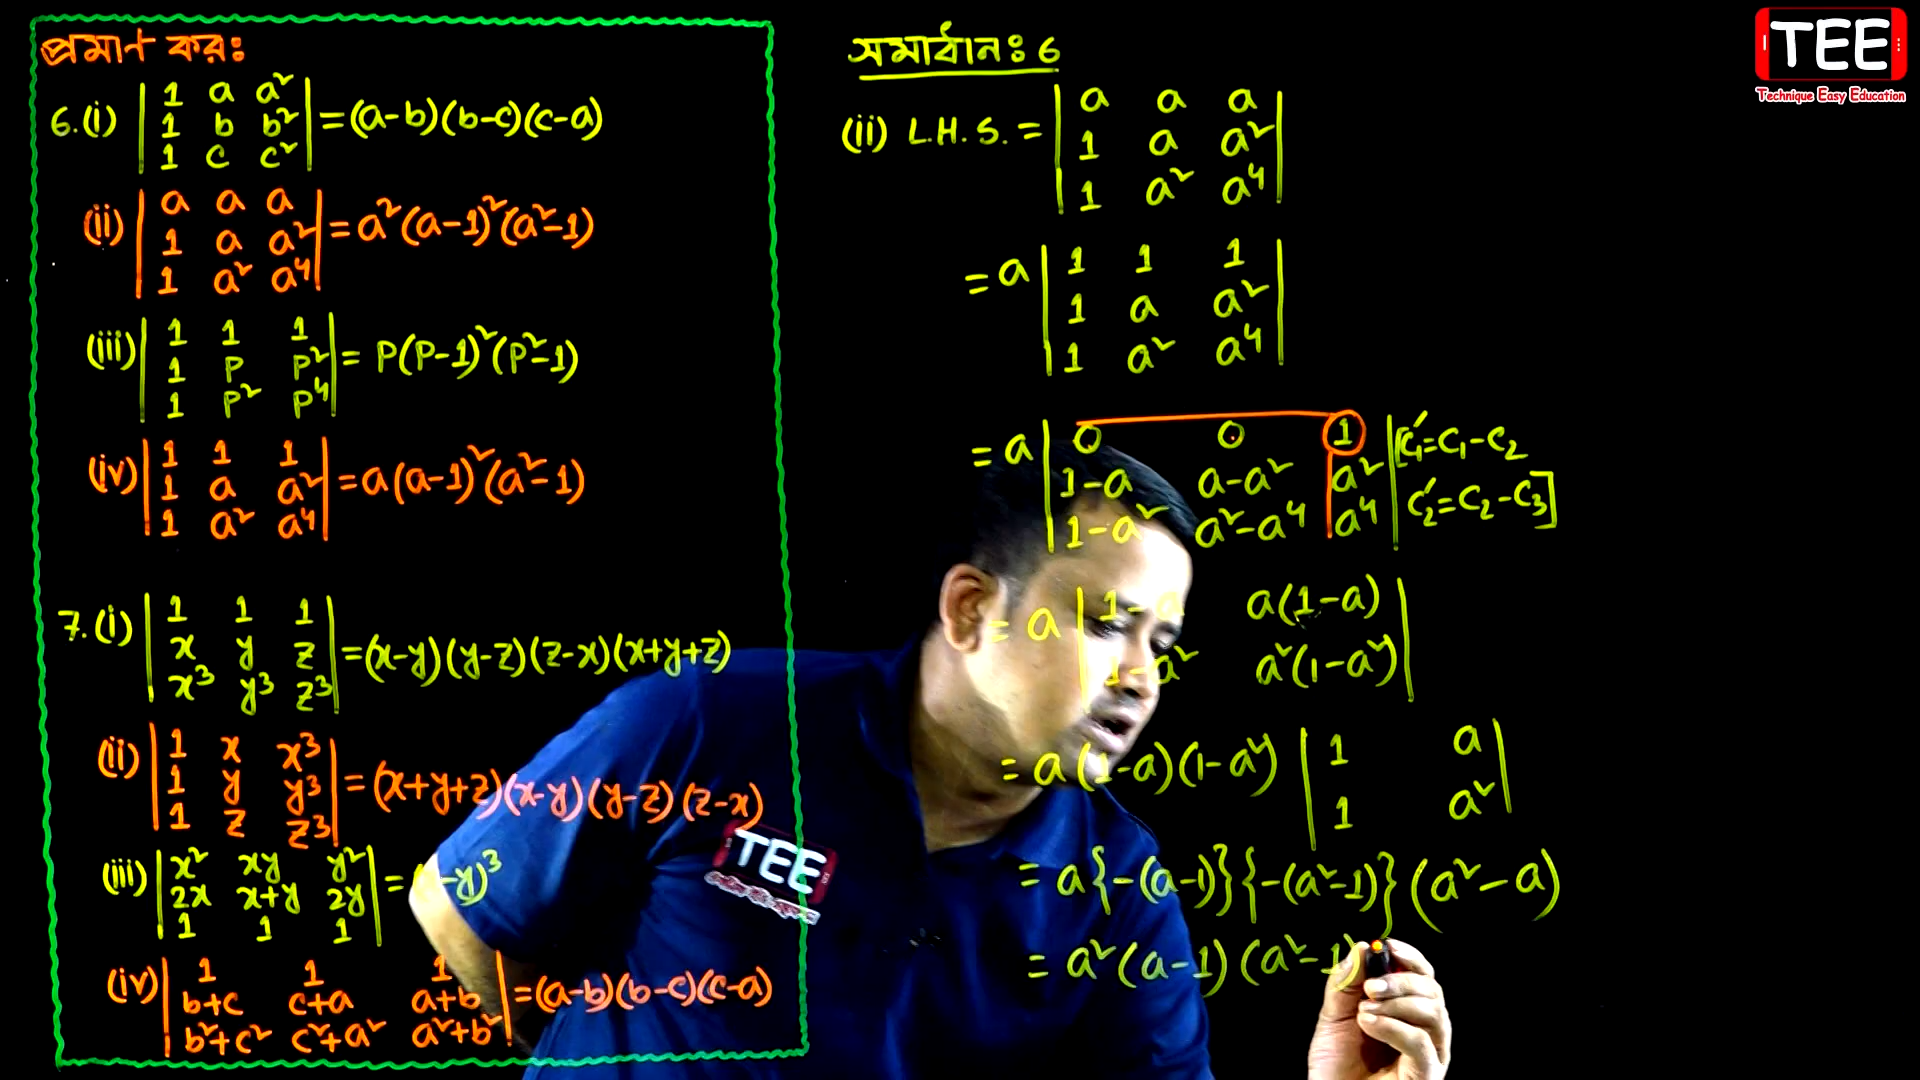 প্রমাণ করঃ
6.(i) | 1 a a² | = (a-b)(b-c)(c-a)
1 b b²
1 c c²
(ii) | a a a | = a²(a-1)²(a²-1)
1 a a²
1 a² a⁴
(iii) | 1 1 1 | = P(P-1)²(P²-1)
1 P P²
1 P² P⁴
(iv) | 1 1 1 | = a(a-1)²(a²-1)
1 a a²
1 a² a⁴
7.(i) | 1 1 1 | = (x-y)(y-z)(z-x)(x+y+z)
x y z
x³ y³ z³
(ii) | 1 x x³ | = (x+y+z)(x-y)(y-z)(z-x)
1 y y³
1 z z³
(iii) | x² xy y² | = -y)³
2x x+y 2y
1 1 1
(iv) | 1 1 1 | = (a-b)(b-c)(c-a)
b+c c+a a+b
b²+c² c²+a² a²+b²
সমাধানঃ 6
(ii) L.H.S. = | a a a |
1 a a²
1 a² a⁴
= a | 1 1 1 |
1 a a²
1 a² a⁴
= a | 0 0 1 | [C₁′=C₁-C₂
1-a a-a² a² C₂′=C₂-C₃]
1-a² a²-a⁴ a⁴
= a | 1-a a(1-a) |
1-a² a²(1-a²)
= a(1-a)(1-a²) | 1 a |
1 a²
= a{-(a-1)}{-(a²-1)}(a²-a)
= a²(a-1)(a²-1)
TEE
Technique Easy Education
TEE